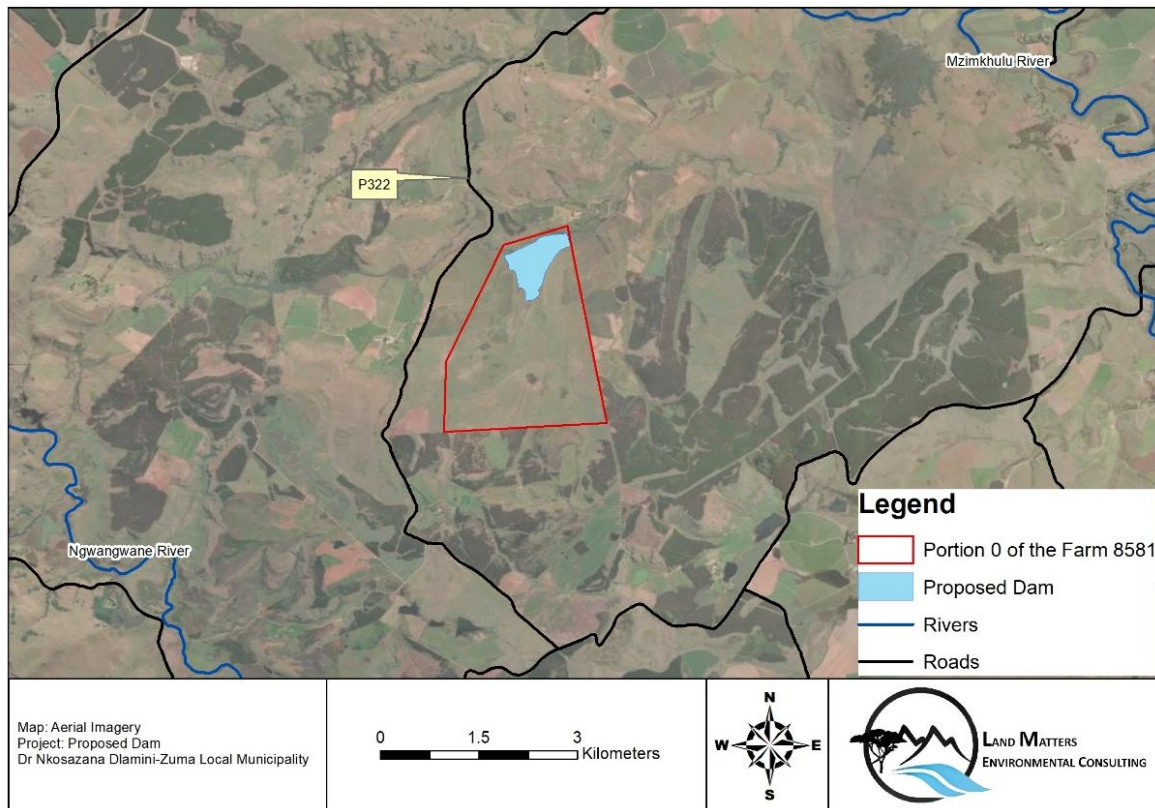 Mzimkhulu River
P322
Ngwangwane River
Legend
Portion 0 of the Farm 8581
Proposed Dam
Rivers
Roads
Map: Aerial Imagery
Project: Proposed Dam
Dr Nkosazana Dlamini-Zuma Local Municipality
0 1.5 3
Kilometers
N
W E
S
LAND MATTERS
ENVIRONMENTAL CONSULTING